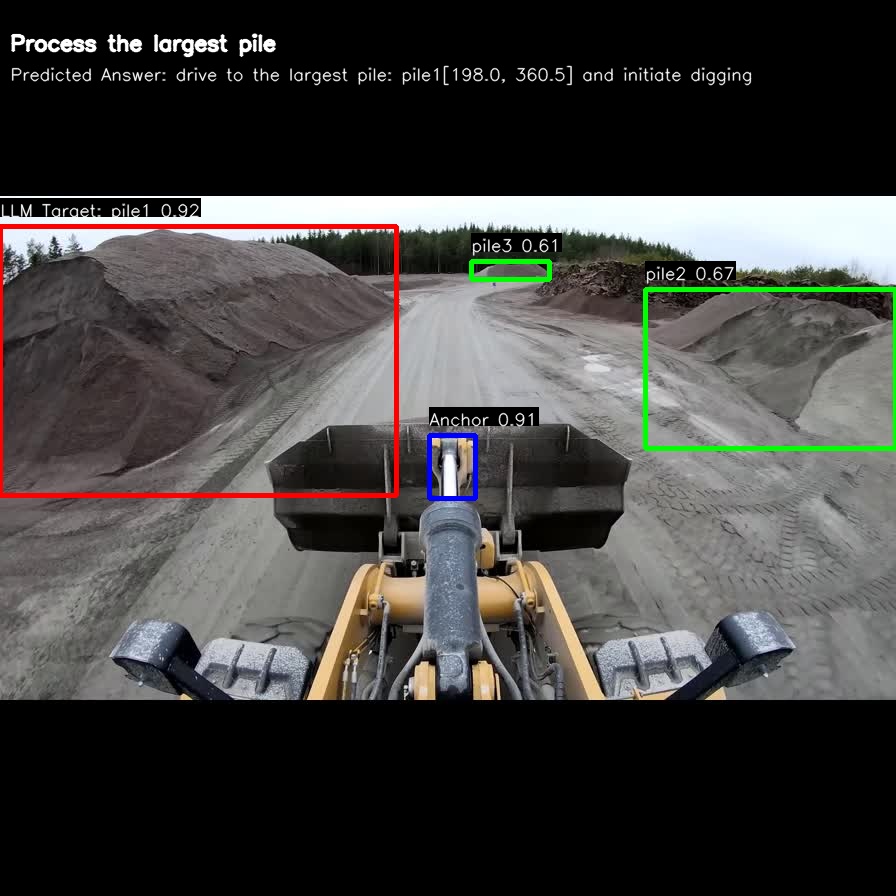 Process the largest pile
Predicted Answer: drive to the largest pile: pile1[198.0, 360.5] and initiate digging
LLM Target: pile1 0.92
pile3 0.61
pile2 0.67
Anchor 0.91